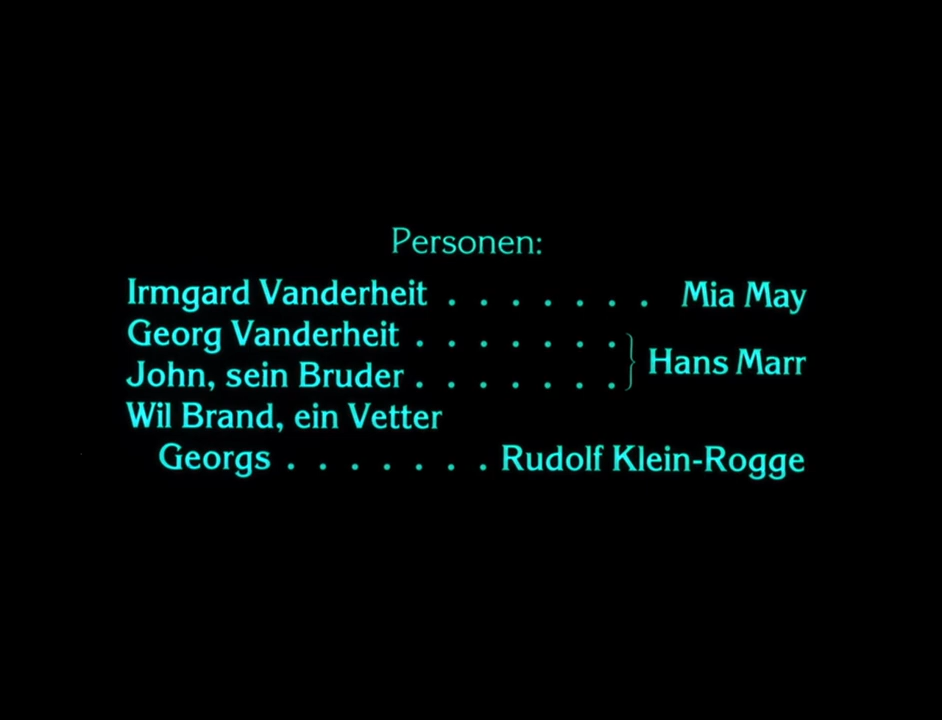 Personen:
Irmgard Vanderheit . . . . . . . Mia May
Georg Vanderheit . . . . . . .
Hans Marr
John, sein Bruder . . . . . . .
Wil Brand, ein Vetter
Georgs . . . . . . . Rudolf Klein-Rogge